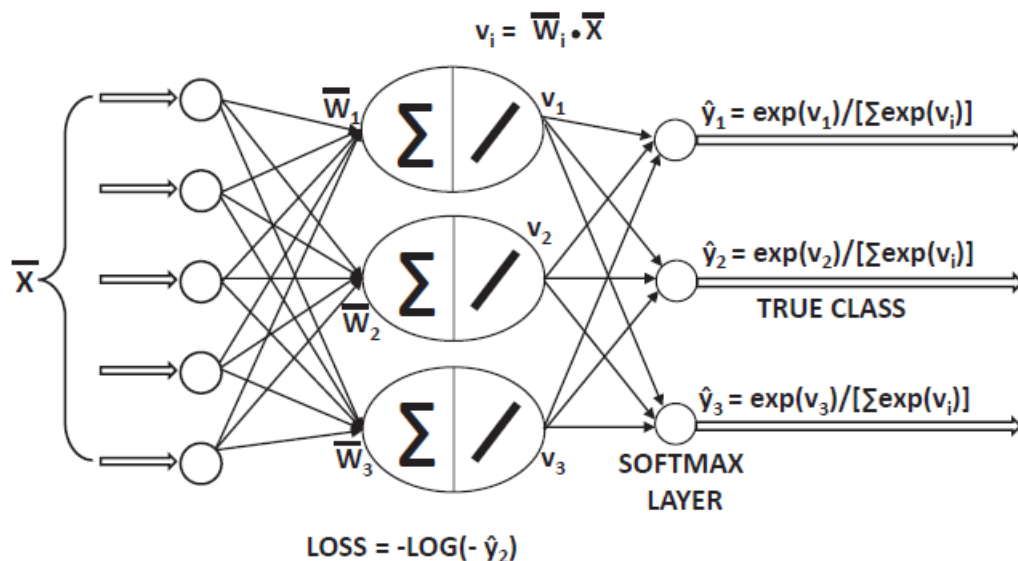 v₁ = W̅ᵢ • X̅
X̅
W̅₁
∑
v₁
ŷ₁ = exp(v₁)/[∑exp(vᵢ)]
W̅₂
∑
v₂
ŷ₂ = exp(v₂)/[∑exp(vᵢ)]
TRUE CLASS
W̅₃
∑
v₃
ŷ₃ = exp(v₃)/[∑exp(vᵢ)]
SOFTMAX
LAYER
LOSS = -LOG(- ŷ₂)